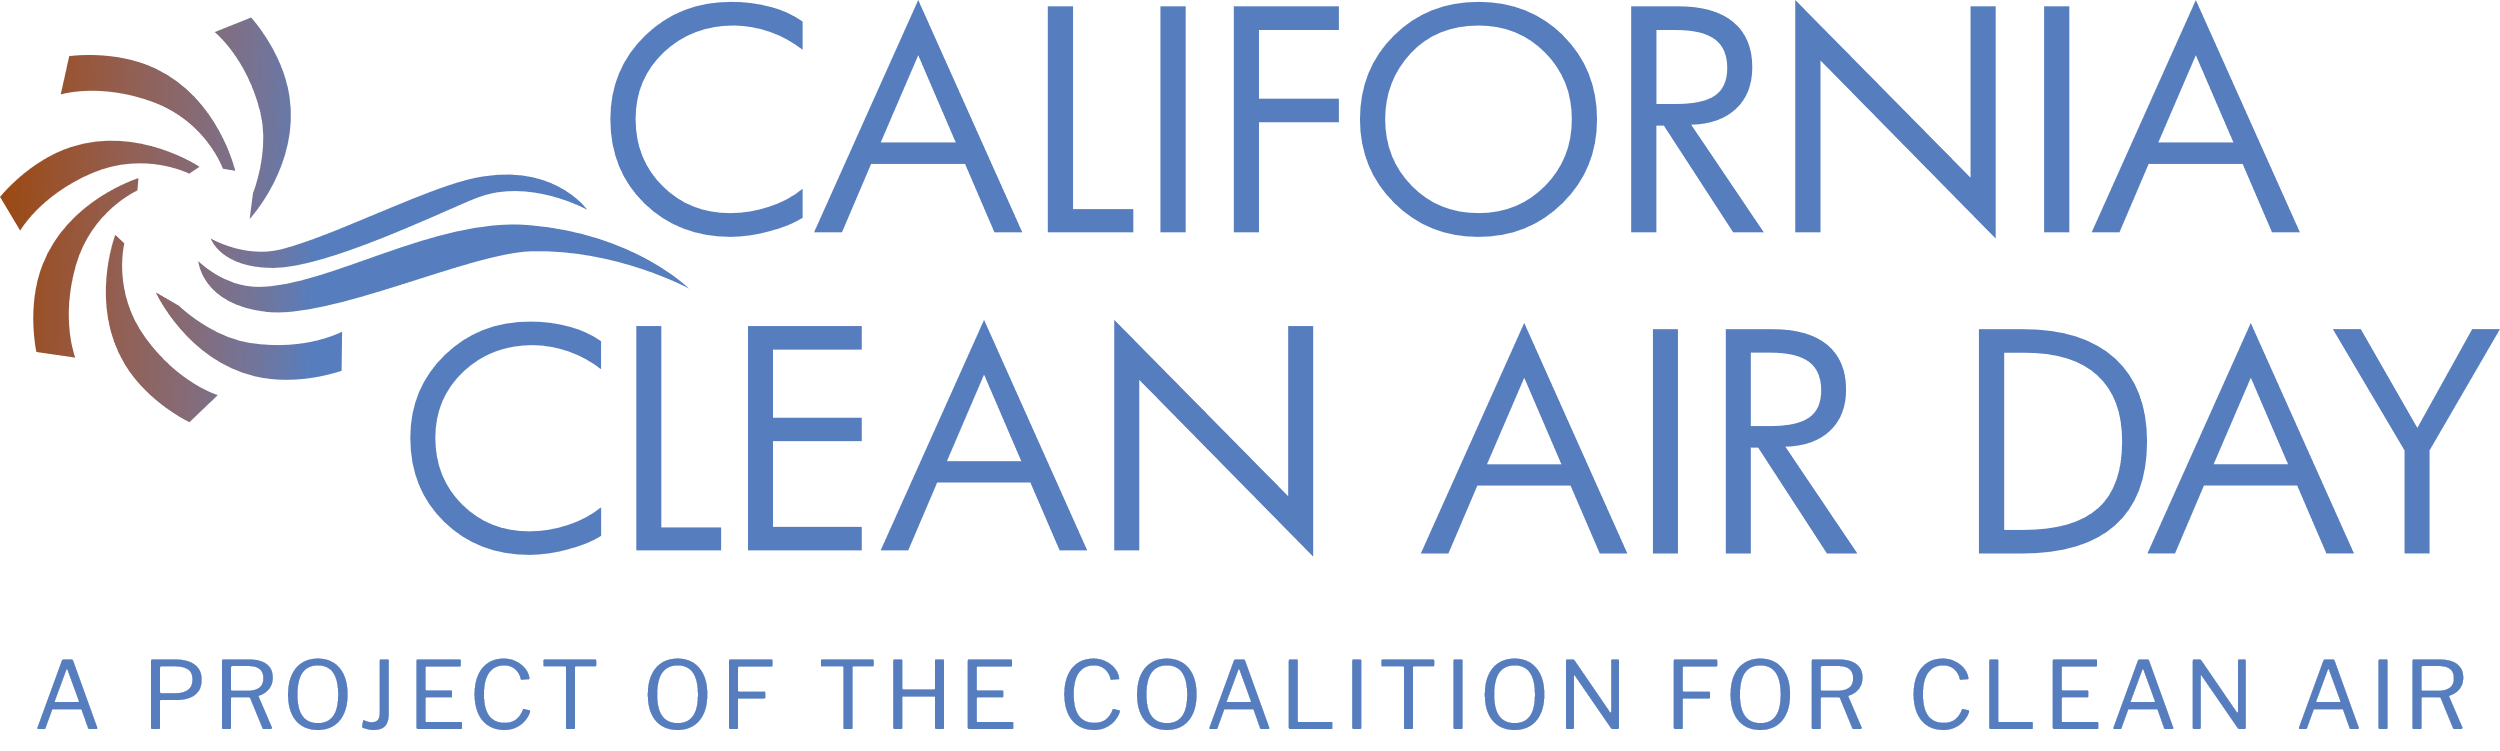 CALIFORNIA
CLEAN AIR DAY
A PROJECT OF THE COALITION FOR CLEAN AIR